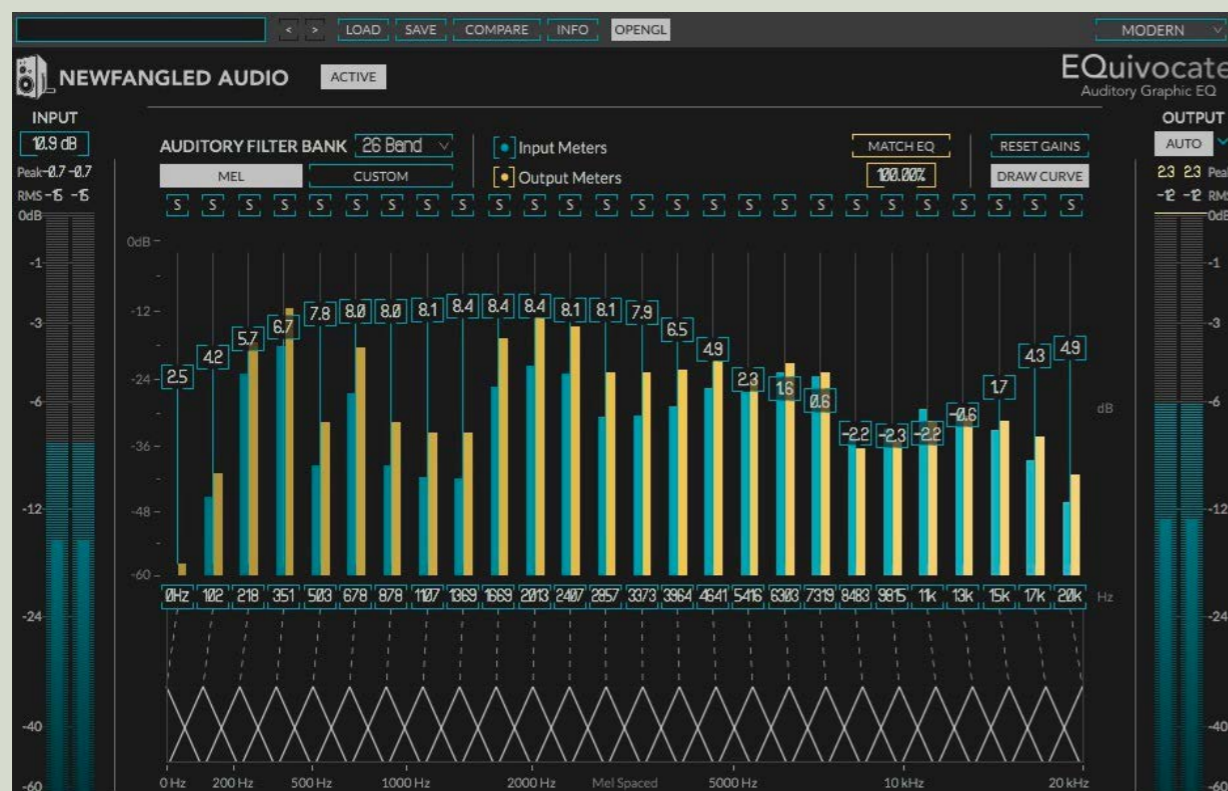 < > LOAD SAVE COMPARE INFO OPENGL MODERN
NEWFANGLED AUDIO ACTIVE EQuivocate
Auditory Graphic EQ
INPUT OUTPUT
10.9 dB AUDITORY FILTER BANK 26 Band Input Meters MATCH EQ RESET GAINS AUTO
Peak -0.7 -0.7 MEL CUSTOM Output Meters 100.00% DRAW CURVE 2.3 2.3 Peak
RMS -15 -15 -12 -12 RMS
S S S S S S S S S S S S S S S S S S S S S S S S S S
0dB 0dB
-1 -1
-3 -3
-6 -6
-12 -12
-24 -24
-40 -40
-60 -60
0dB
-12
-24
-36
-48
-60
2.5 4.2 5.7 6.7 7.8 8.0 8.0 8.1 8.4 8.4 8.4 8.1 8.1 7.9 6.5 4.9 2.3 1.6 0.6 -2.2 -2.3 -2.2 -0.6 1.7 4.3 4.9
dB
0Hz 102 218 351 503 678 878 1107 1369 1669 2013 2407 2857 3373 3964 4641 5416 6303 7319 8483 9815 11k 13k 15k 17k 20k Hz
0 Hz 200 Hz 500 Hz 1000 Hz 2000 Hz Mel Spaced 5000 Hz 10 kHz 20 kHz